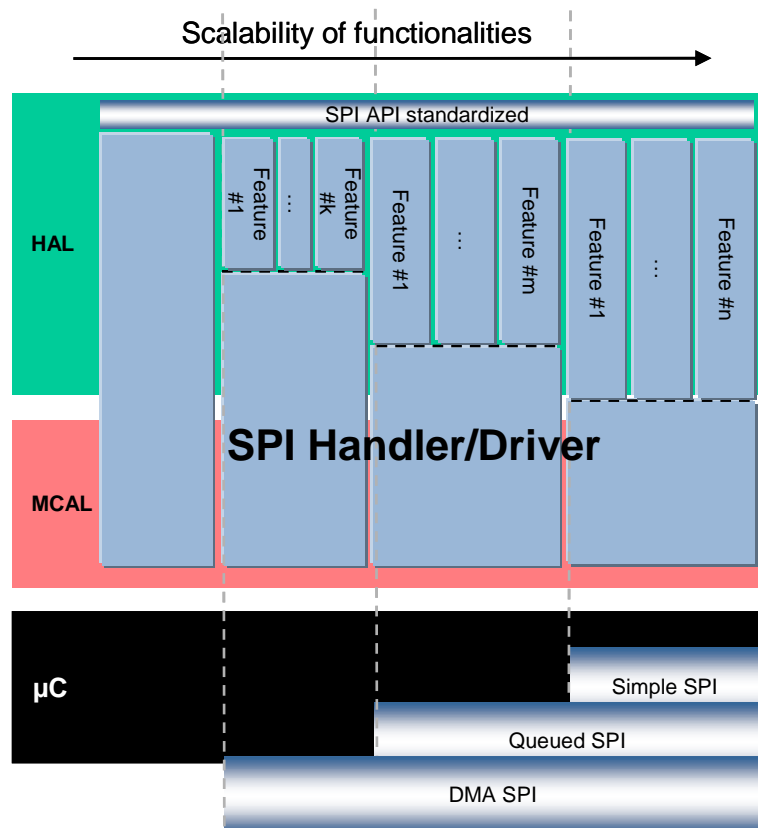 Scalability of functionalities
SPI API standardized
HAL
Feature
#1
…
Feature
#k
Feature #1
…
Feature #m
Feature #1
…
Feature #n
SPI Handler/Driver
MCAL
µC
Simple SPI
Queued SPI
DMA SPI